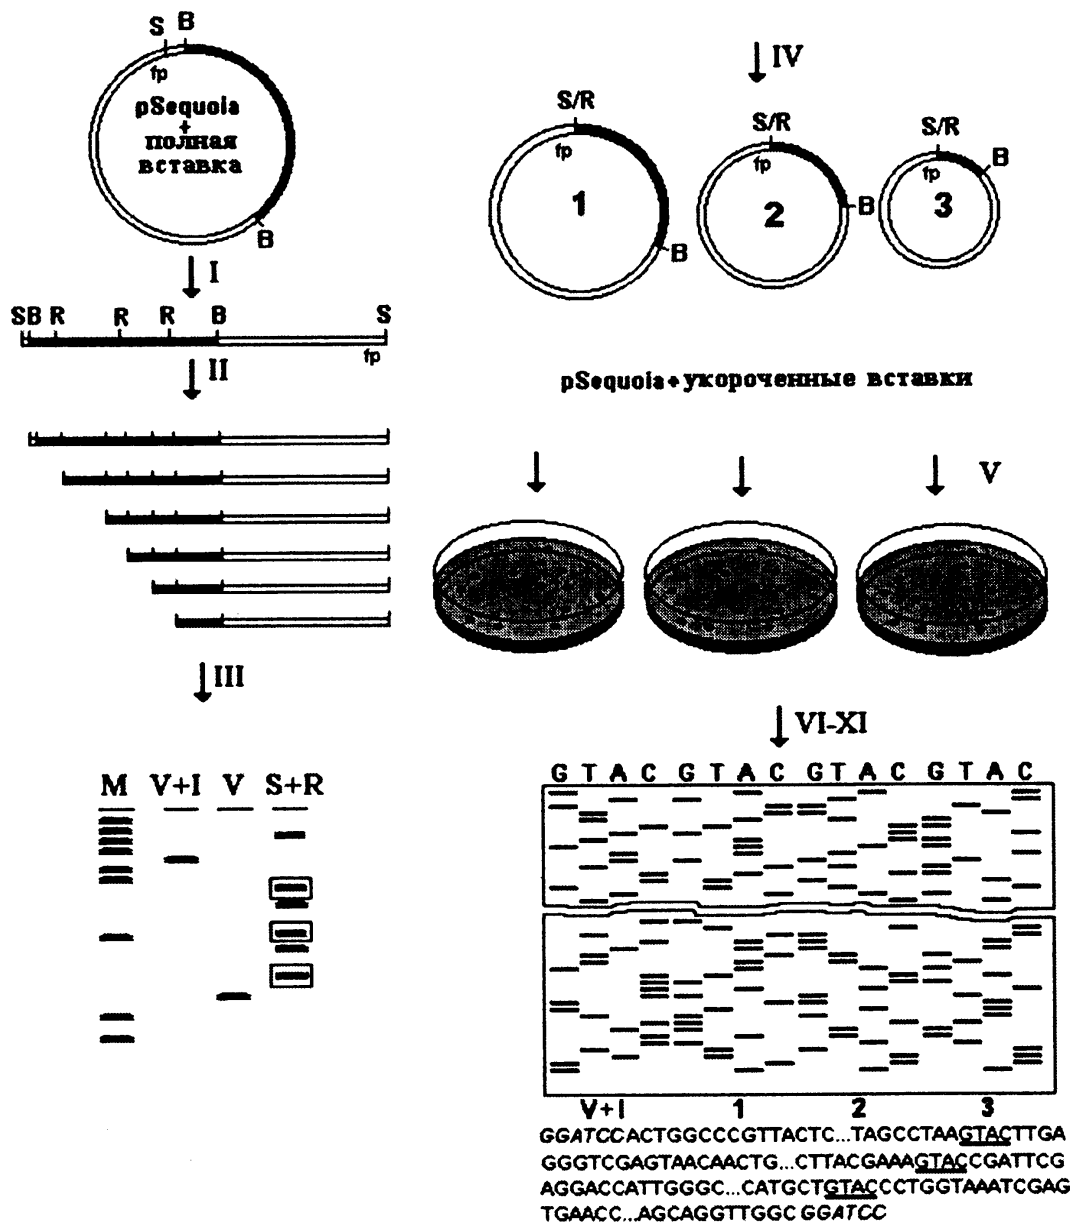 S B
fp
pSequoia
+
полная
вставка
B
I
S B R R R B S
fp
II
III
M V+I V S+R
IV
S/R S/R S/R
fp fp fp
1 2 3
B B B
pSequoia+укороченные вставки
V
VI-XI
G T A C G T A C G T A C G T A C
V+I 1 2 3
GGATCCACTGGCCCGTTACTC...TAGCCTAAGTACTTGA
GGGTCGAGTAACAACTG...CTTACGAAAGTACCGATTCG
AGGACCATTGGGC...CATGCTGTACCCTGGTAAATCGAG
TGAACC...AGCAGGTTGGCGGATCC